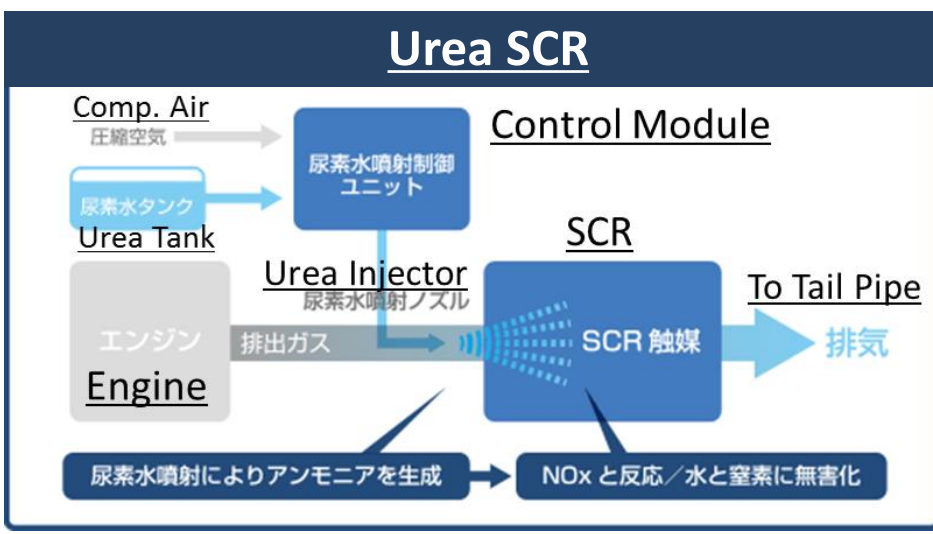 Urea SCR
Comp. Air
圧縮空気
尿素水噴射制御
ユニット
Control Module
尿素水タンク
Urea Tank
SCR
Urea Injector
尿素水噴射ノズル
To Tail Pipe
エンジン
排出ガス
SCR 触媒
排気
Engine
尿素水噴射によりアンモニアを生成
NOx と反応／水と窒素に無害化